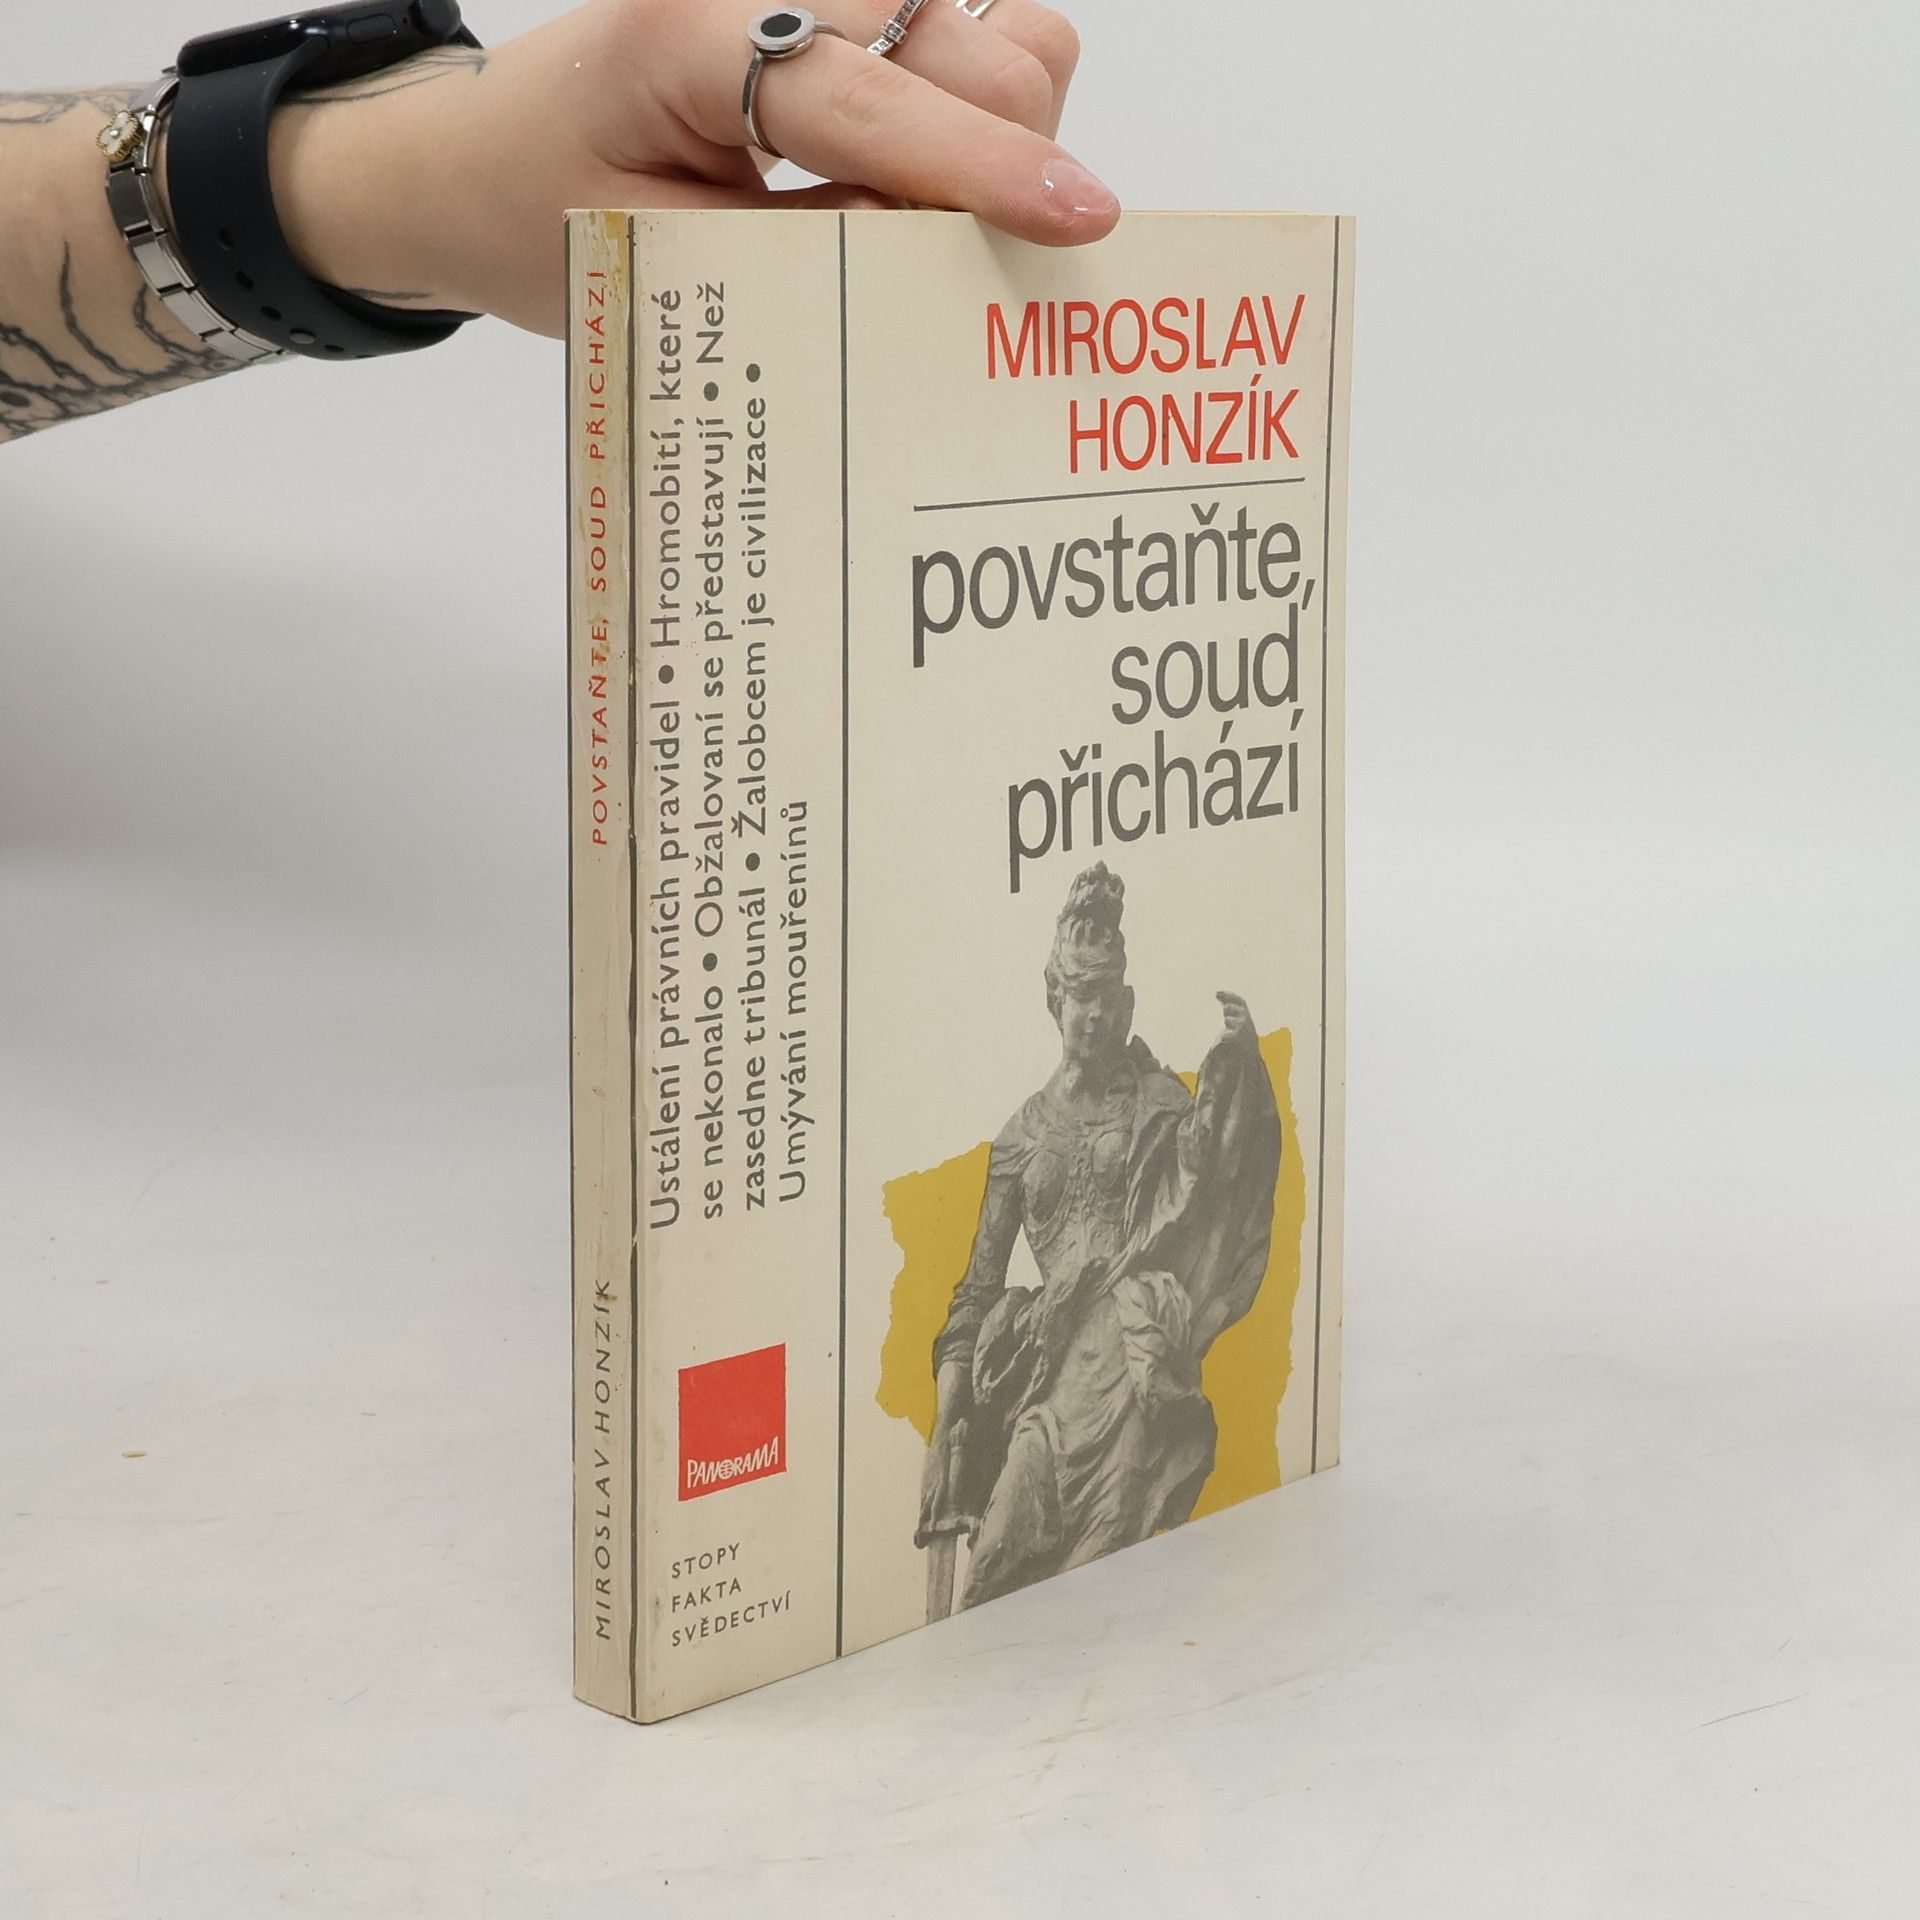 POVSTAŇTE, SOUD PŘICHÁZÍ
MIROSLAV HONZÍK
Ustálení právních pravidel • Hromobití, které
se nekonalo • Obžalovaní se představují • Než
zasedne tribunál • Žalobcem je civilizace •
Umývání mouřenínů
PANORAMA
STOPY
FAKTA
SVĚDECTVÍ
MIROSLAV
HONZÍK
povstaňte,
soud
přichází